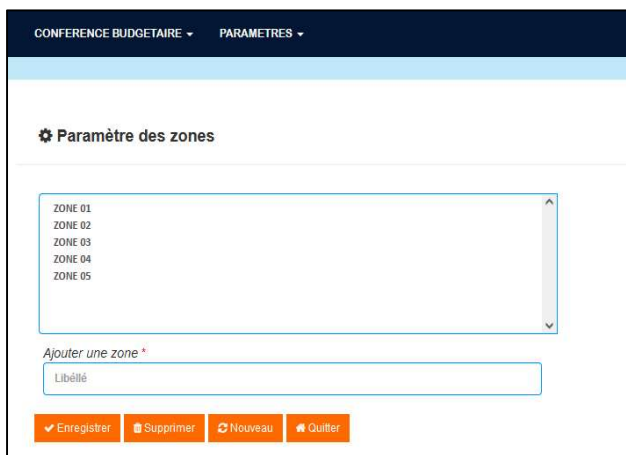 CONFERENCE BUDGETAIRE PARAMETRES
Paramètre des zones
ZONE 01
ZONE 02
ZONE 03
ZONE 04
ZONE 05
Ajouter une zone *
Libéllé
Enregistrer Supprimer Nouveau Quitter